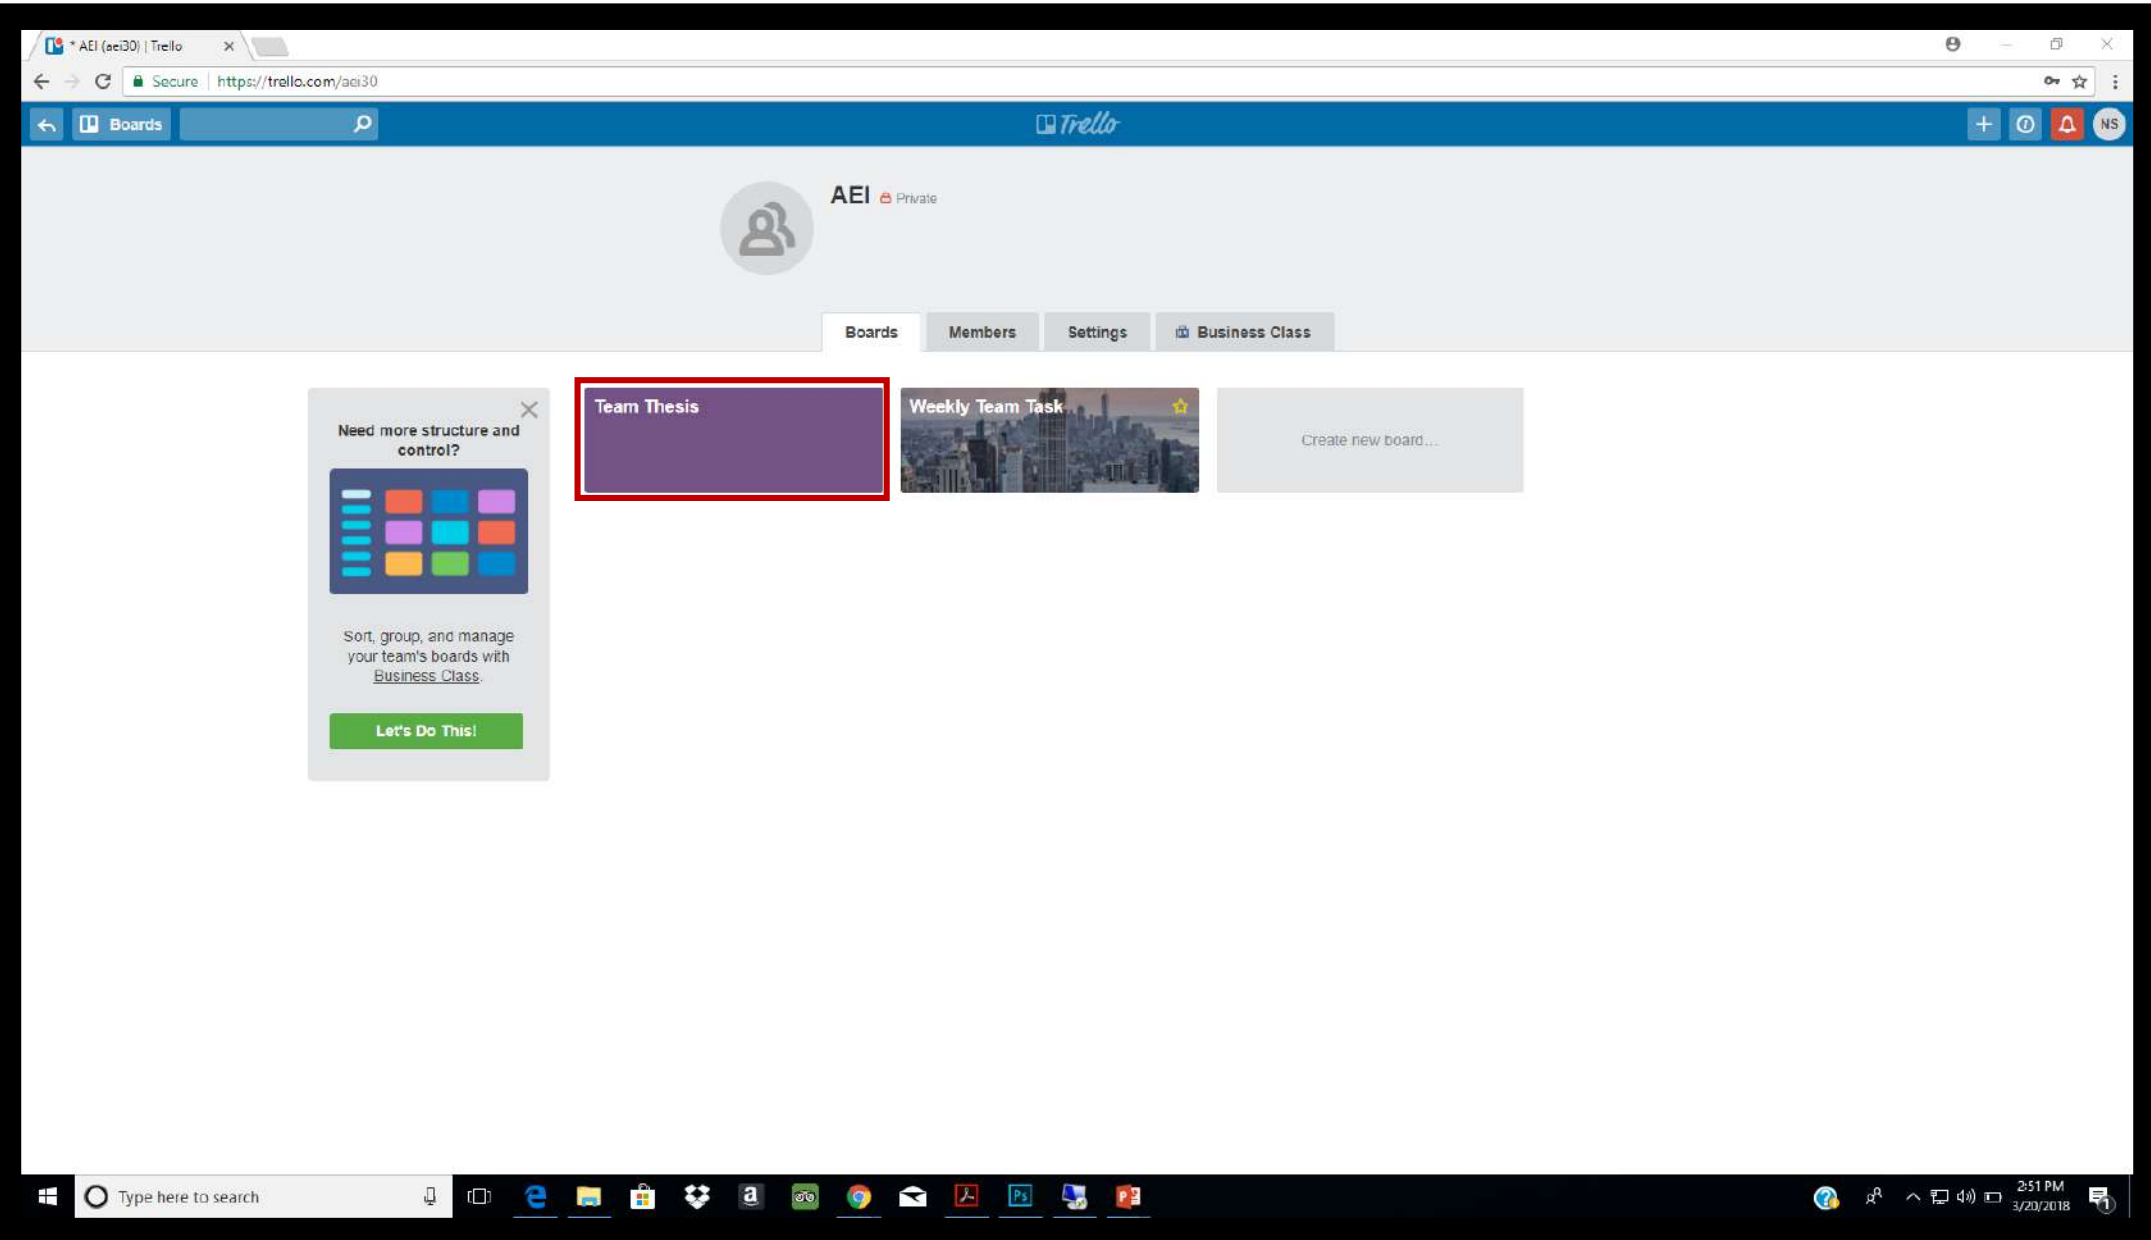 * AEI (aei30) | Trello
Secure https://trello.com/aei30
Boards
Trello
NS
AEI Private
Boards Members Settings Business Class
Need more structure and
control?
Sort, group, and manage
your team's boards with
Business Class.
Let's Do This!
Team Thesis
Weekly Team Task
Create new board...
Type here to search
a
Ps
P
2:51 PM
3/20/2018
1